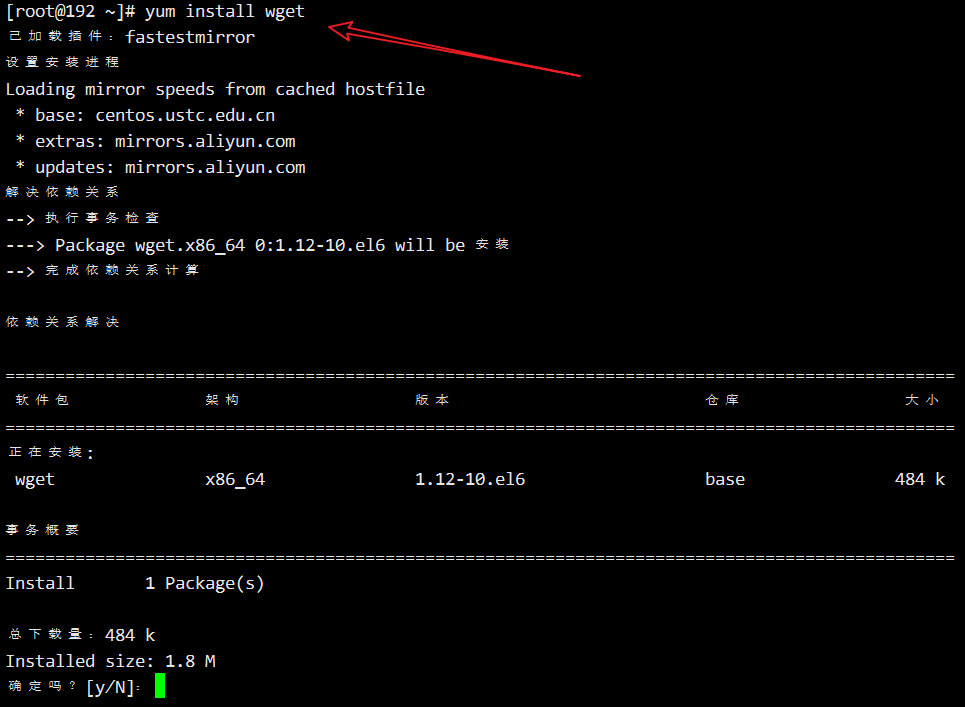 [root@192 ~]# yum install wget
已加载插件：fastestmirror
设置安装进程
Loading mirror speeds from cached hostfile
 * base: centos.ustc.edu.cn
 * extras: mirrors.aliyun.com
 * updates: mirrors.aliyun.com
解决依赖关系
--> 执行事务检查
---> Package wget.x86_64 0:1.12-10.el6 will be 安装
--> 完成依赖关系计算
依赖关系解决
================================================================================================
软件包 架构 版本 仓库 大小
================================================================================================
正在安装:
wget x86_64 1.12-10.el6 base 484 k
事务概要
================================================================================================
Install 1 Package(s)
总下载量：484 k
Installed size: 1.8 M
确定吗？[y/N]：